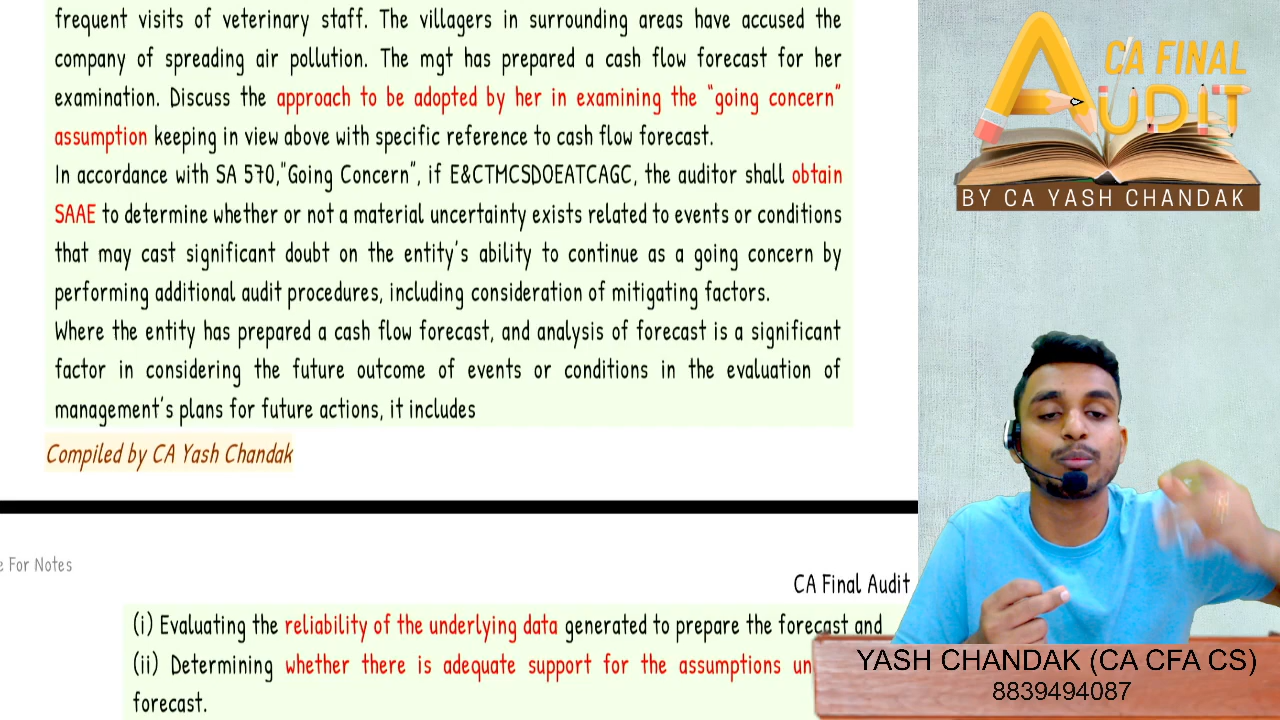 frequent visits of veterinary staff. The villagers in surrounding areas have accused the
company of spreading air pollution. The mgt has prepared a cash flow forecast for her
examination. Discuss the approach to be adopted by her in examining the "going concern"
assumption keeping in view above with specific reference to cash flow forecast.
In accordance with SA 570,"Going Concern", if E&CTMCSDOEATCAGC, the auditor shall obtain
SAAE to determine whether or not a material uncertainty exists related to events or conditions
that may cast significant doubt on the entity's ability to continue as a going concern by
performing additional audit procedures, including consideration of mitigating factors.
Where the entity has prepared a cash flow forecast, and analysis of forecast is a significant
factor in considering the future outcome of events or conditions in the evaluation of
management's plans for future actions, it includes
Compiled by CA Yash Chandak
For Notes
CA Final Audit
(i) Evaluating the reliability of the underlying data generated to prepare the forecast and
(ii) Determining whether there is adequate support for the assumptions
forecast.
CA FINAL
AUDIT
BY CA YASH CHANDAK
YASH CHANDAK (CA CFA CS)
8839494087